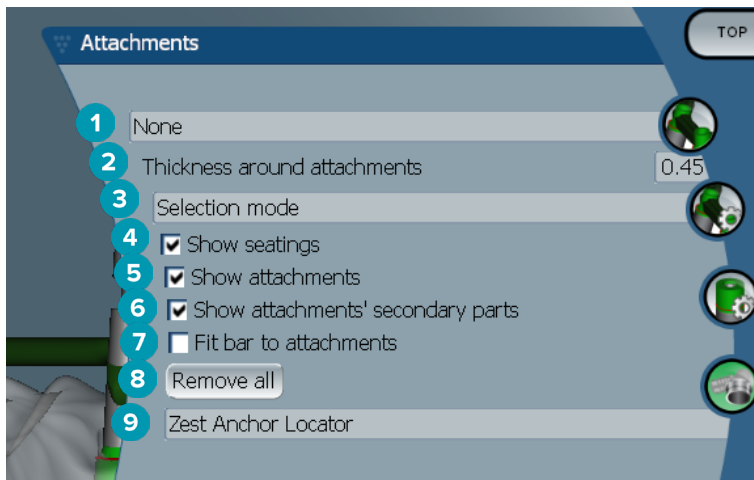 Attachments
TOP
1 None
2 Thickness around attachments 0.45
3 Selection mode
4 Show seatings
5 Show attachments
6 Show attachments' secondary parts
7 Fit bar to attachments
8 Remove all
9 Zest Anchor Locator